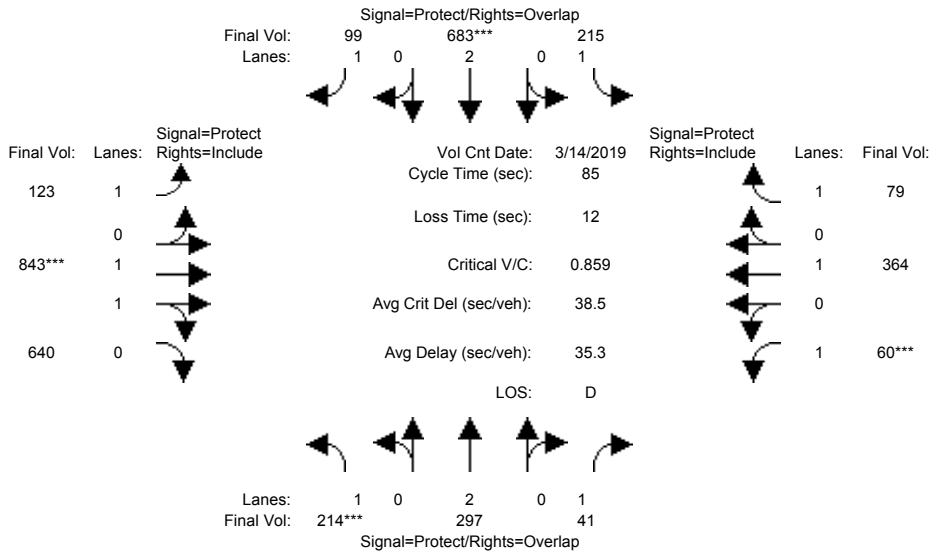 Signal=Protect/Rights=Overlap
Final Vol: 99 683*** 215
Lanes: 1 0 2 0 1
Signal=Protect Signal=Protect
Final Vol: Lanes: Rights=Include Vol Cnt Date: 3/14/2019 Rights=Include Lanes: Final Vol:
Cycle Time (sec): 85
123 1 1 79
Loss Time (sec): 12
0 0
843*** 1 Critical V/C: 0.859 1 364
1 Avg Crit Del (sec/veh): 38.5 0
640 0 Avg Delay (sec/veh): 35.3 1 60***
LOS: D
Lanes: 1 0 2 0 1
Final Vol: 214*** 297 41
Signal=Protect/Rights=Overlap